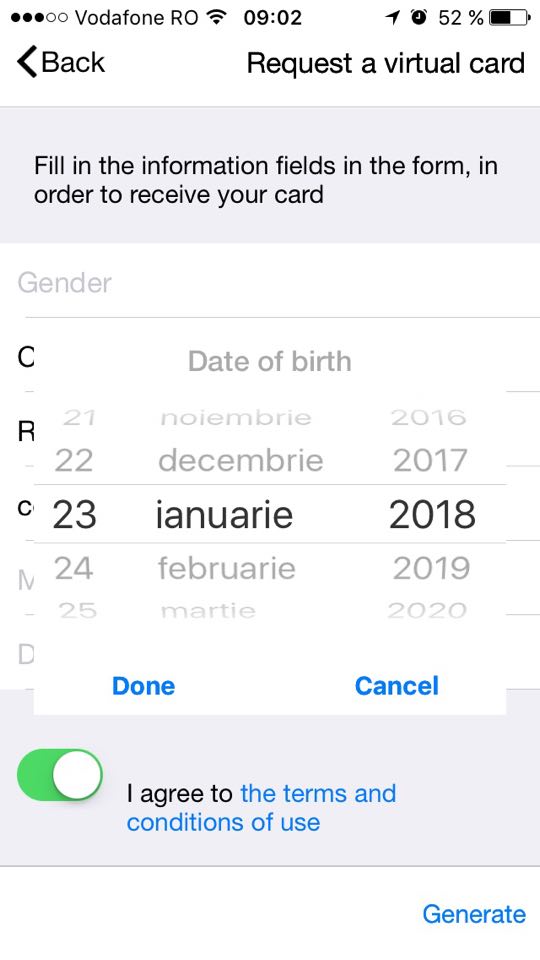 Vodafone RO 09:02 52 %
Back Request a virtual card
Fill in the information fields in the form, in
order to receive your card
Gender
Date of birth
21 noiembrie 2016
22 decembrie 2017
23 ianuarie 2018
24 februarie 2019
25 martie 2020
Done Cancel
I agree to the terms and
conditions of use
Generate